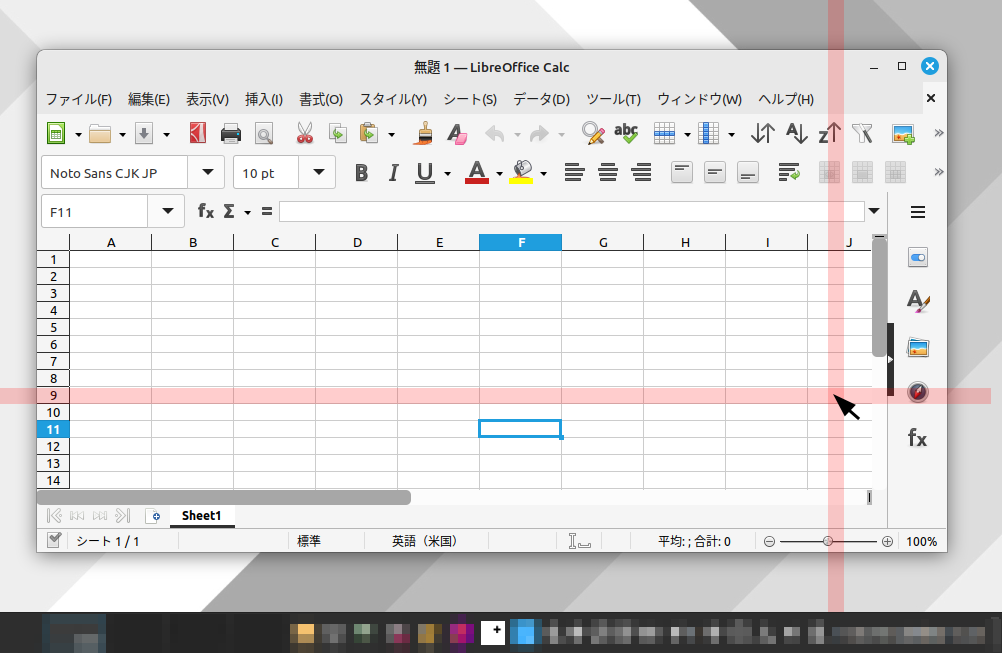 無題 1 — LibreOffice Calc
ファイル(F) 編集(E) 表示(V) 挿入(I) 書式(O) スタイル(Y) シート(S) データ(D) ツール(T) ウィンドウ(W) ヘルプ(H)
abc A Z
A
Noto Sans CJK JP 10 pt B I U A
F11 fx Σ =
A B C D E F G H I J
1
2
3
4
5
6
7
8
9
10
11
12
13
14
fx
Sheet1
シート 1 / 1 標準 英語（米国） 平均: ; 合計: 0 100%